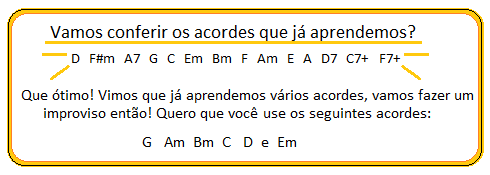 Vamos conferir os acordes que já aprendemos?
D F#m A7 G C Em Bm F Am E A D7 C7+ F7+
Que ótimo! Vimos que já aprendemos vários acordes, vamos fazer um
improviso então! Quero que você use os seguintes acordes:
G Am Bm C D e Em